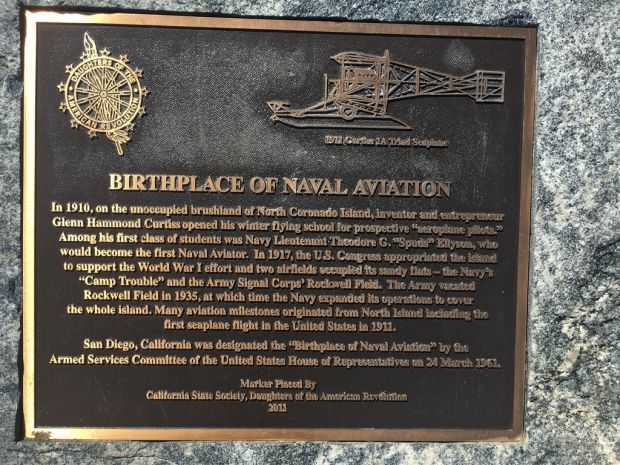 DAUGHTERS OF THE
AMERICAN REVOLUTION
1911 Curtiss 1A Triad Seaplane
BIRTHPLACE OF NAVAL AVIATION
In 1910, on the unoccupied brushland of North Coronado Island, inventor and entrepreneur
Glenn Hammond Curtiss opened his winter flying school for prospective “aeroplane pilots.”
Among his first class of students was Navy Lieutenant Theodore G. “Spuds” Ellyson, who
would become the first Naval Aviator. In 1917, the U.S. Congress appropriated the island
to support the World War I effort and two airfields occupied its sandy flats – the Navy’s
“Camp Trouble” and the Army Signal Corps’ Rockwell Field. The Army vacated
Rockwell Field in 1935, at which time the Navy expanded its operations to cover
the whole island. Many aviation milestones originated from North Island including the
first seaplane flight in the United States in 1911.
San Diego, California was designated the “Birthplace of Naval Aviation” by the
Armed Services Committee of the United States House of Representatives on 24 March 1961.
Marker Placed By
California State Society, Daughters of the American Revolution
2011